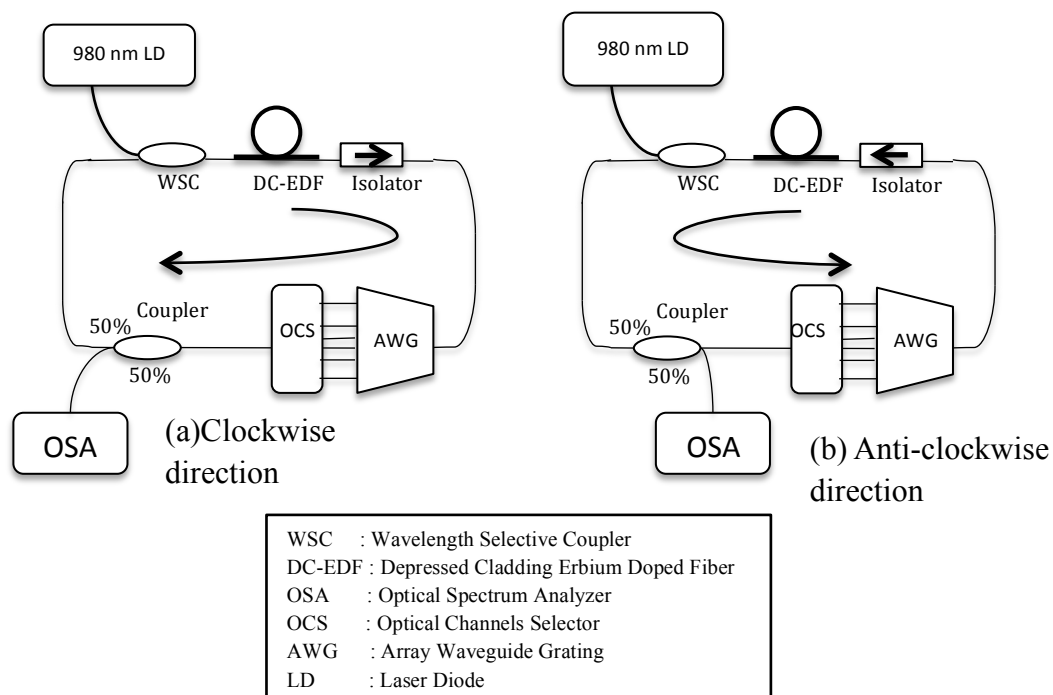 980 nm LD
WSC
DC-EDF
Isolator
Coupler
50%
50%
OCS
AWG
OSA
(a)Clockwise
direction
980 nm LD
WSC
DC-EDF
Isolator
Coupler
50%
50%
OCS
AWG
OSA
(b) Anti-clockwise
direction
WSC : Wavelength Selective Coupler
DC-EDF : Depressed Cladding Erbium Doped Fiber
OSA : Optical Spectrum Analyzer
OCS : Optical Channels Selector
AWG : Array Waveguide Grating
LD : Laser Diode